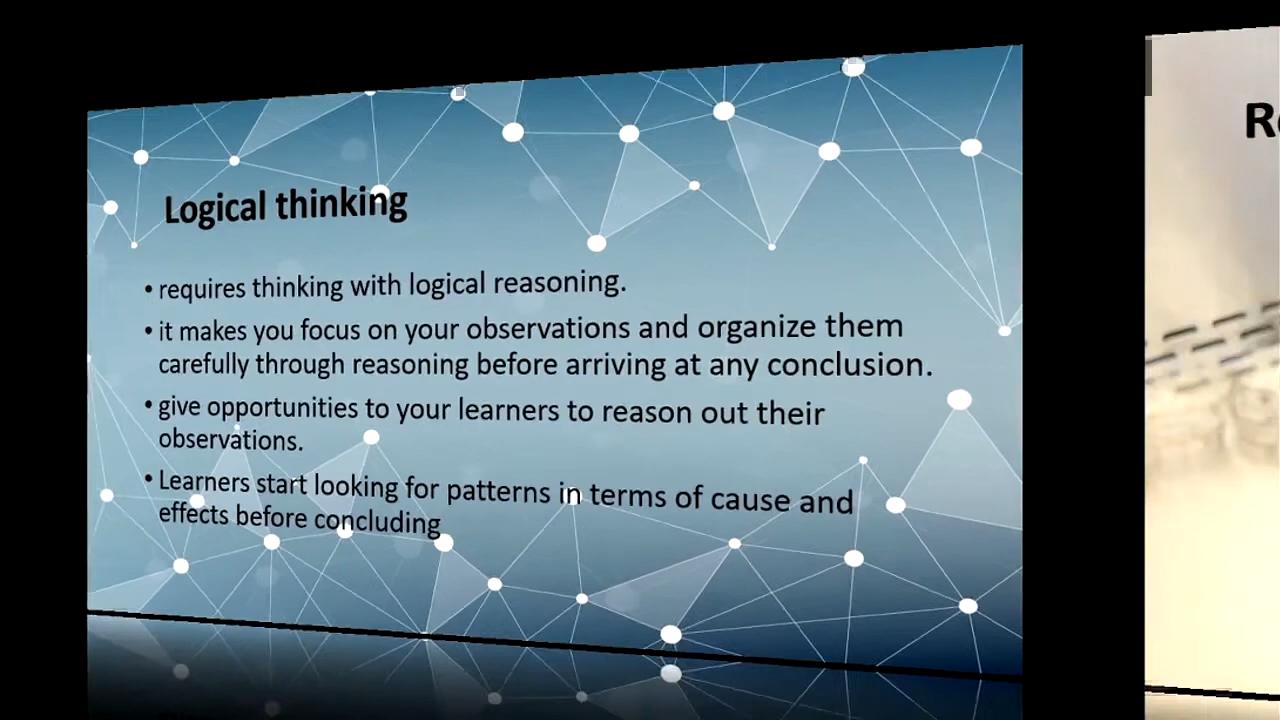 Logical thinking
• requires thinking with logical reasoning.
• it makes you focus on your observations and organize them
carefully through reasoning before arriving at any conclusion.
• give opportunities to your learners to reason out their
observations.
• Learners start looking for patterns in terms of cause and
effects before concluding